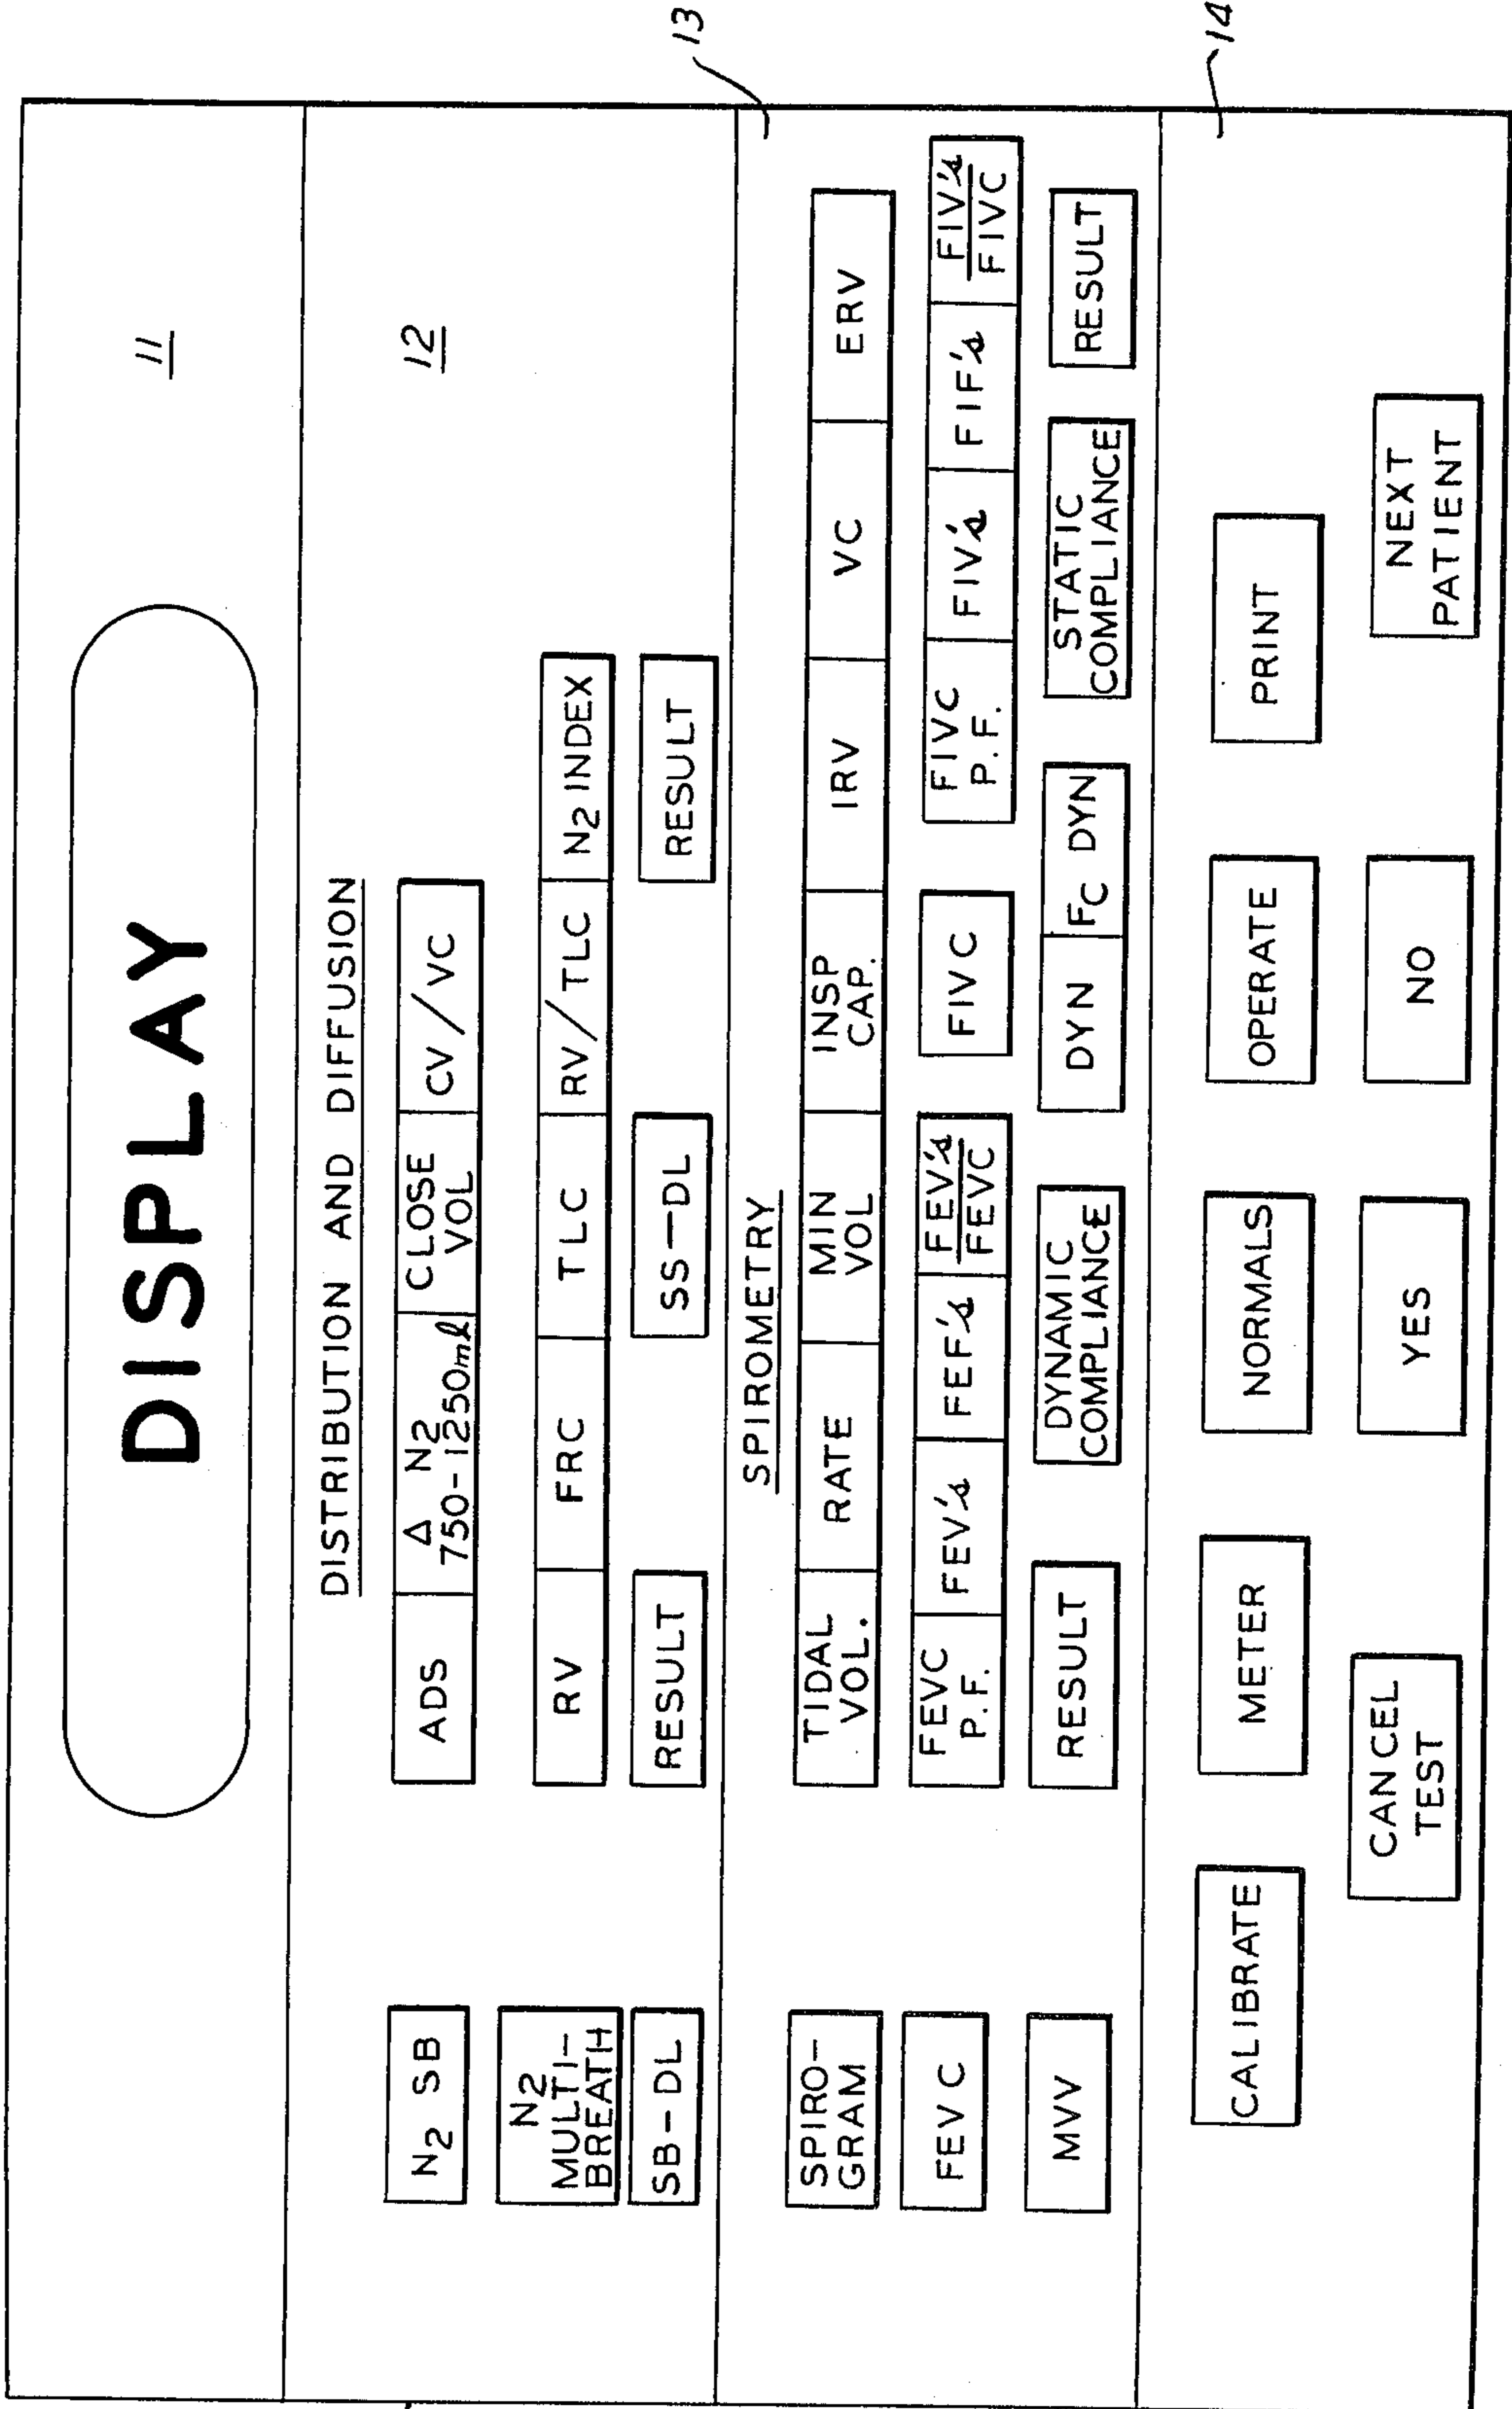 11
DISPLAY
12
DISTRIBUTION AND DIFFUSION
N2 SB
ADS
Δ N2
750-1250ml
CLOSE
VOL
CV/VC
N2
MULTI-
BREATH
RV
FRC
TLC
RV/TLC
N2 INDEX
SB-DL
RESULT
SS-DL
RESULT
13
SPIROMETRY
SPIRO-
GRAM
TIDAL
VOL.
RATE
MIN
VOL
INSP
CAP.
IRV
VC
ERV
FEVC
FEVC
P.F.
FEV's
FEF's
FEV's
FEVC
FIVC
FIVC
P.F.
FIV's
FIF's
FIV's
FIVC
MVV
RESULT
DYNAMIC
COMPLIANCE
DYN
FC DYN
STATIC
COMPLIANCE
RESULT
14
CALIBRATE
METER
NORMALS
OPERATE
PRINT
CANCEL
TEST
YES
NO
NEXT
PATIENT